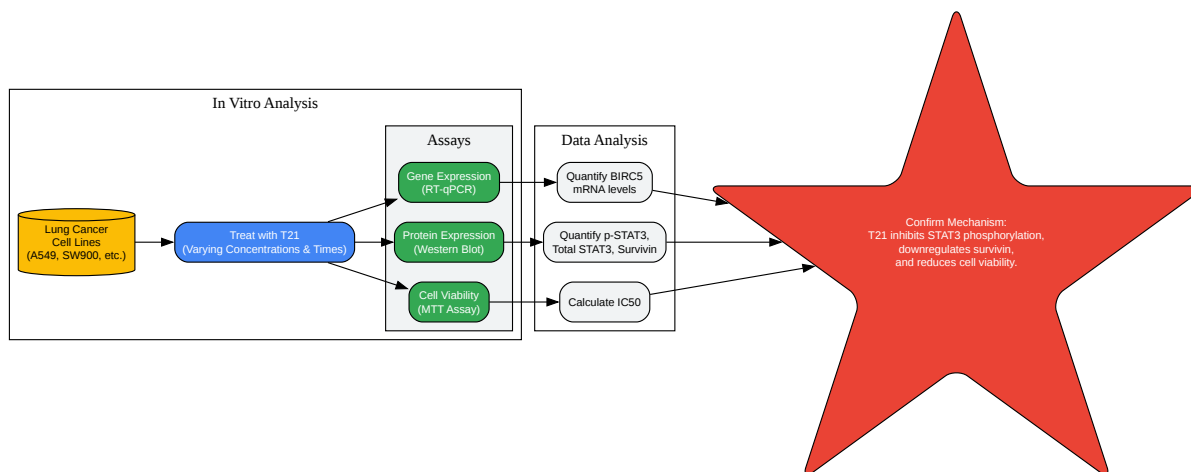 In Vitro Analysis
Assays
Data Analysis
Lung Cancer
Cell Lines
(A549, SW900, etc.)
Treat with T21
(Varying Concentrations & Times)
Gene Expression
(RT-qPCR)
Protein Expression
(Western Blot)
Cell Viability
(MTT Assay)
Quantify BIRC5
mRNA levels
Quantify p-STAT3,
Total STAT3, Survivin
Calculate IC50
Confirm Mechanism:
T21 inhibits STAT3 phosphorylation,
downregulates survivin,
and reduces cell viability.